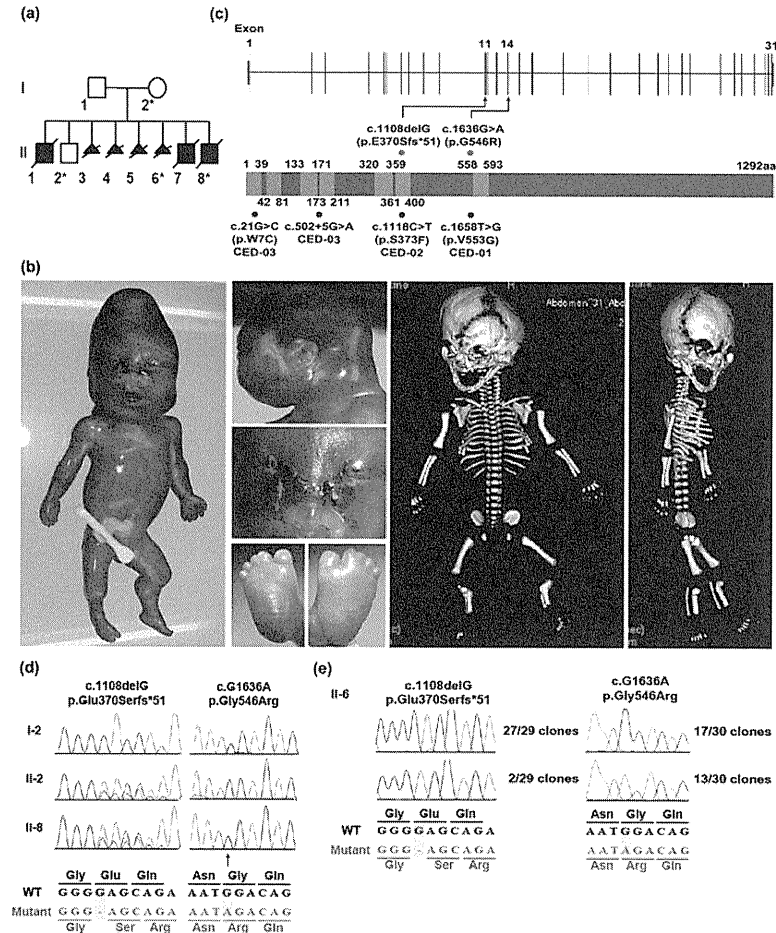 (a)
I
1
2*
II
1
2*
3
4
5
6*
7
8*
(c)
Exon
1
11
14
31
c.1108delG
(p.E370Sfs*51)
c.1636G>A
(p.G546R)
1
39
133
171
320
359
558
593
1292aa
42
81
173
211
361
400
c.21G>C
(p.W7C)
CED-03
c.502+5G>A
CED-03
c.1118C>T
(p.S373F)
CED-02
c.1658T>G
(p.V553G)
CED-01
(b)
(d)
c.1108delG
p.Glu370Serfs*51
c.G1636A
p.Gly546Arg
I-2
II-2
Gly Glu Gln
Asn Gly Gln
WT GGGGAGCAGA AATGGACAG
Mutant GGG-AGCAGA AATAGACAG
Gly Ser Arg
Asn Arg Gln
(e)
II-6
c.1108delG
p.Glu370Serfs*51
c.G1636A
p.Gly546Arg
27/29 clones
17/30 clones
2/29 clones
13/30 clones
Gly Glu Gln
WT GGGGAGCAGA
Mutant GGG-AGCAGA
Gly Ser Arg
Asn Gly Gln
AATGGACAG
AATAGACAG
Asn Arg Gln